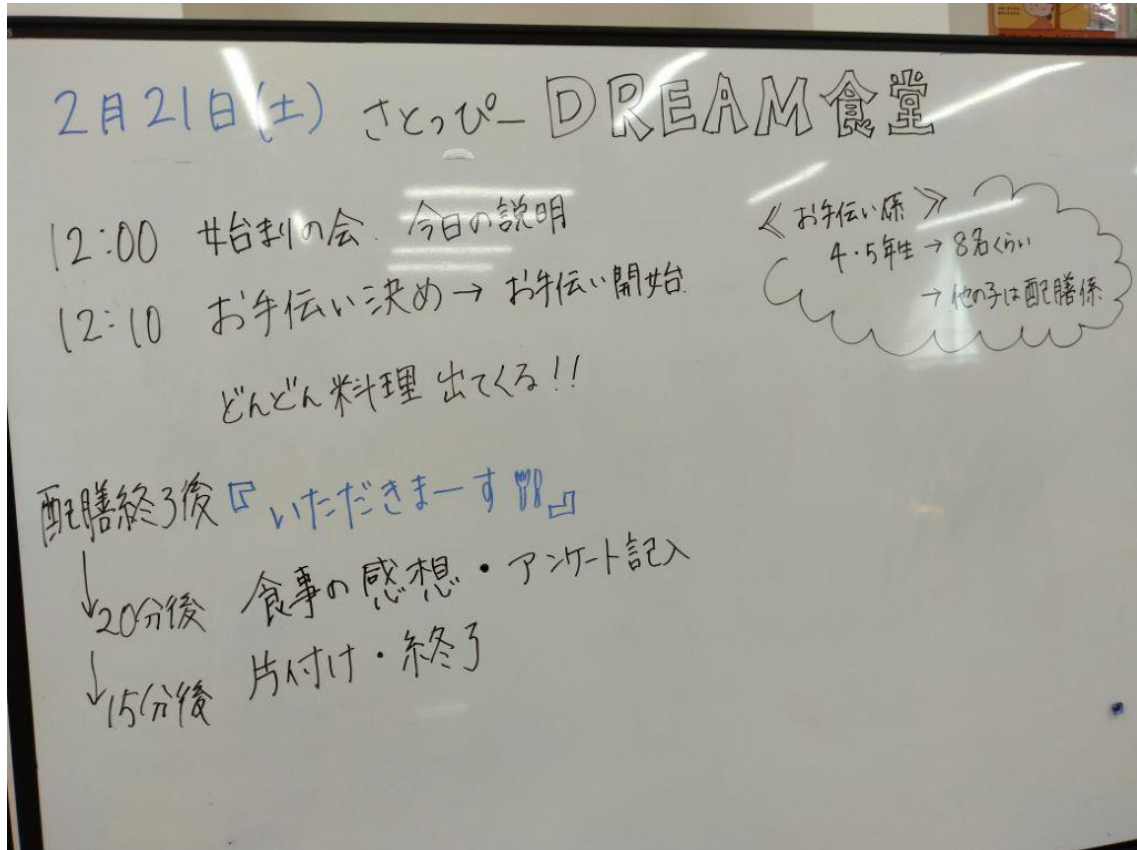 2月21日(土) さとっぴー DREAM食堂
12:00 始まりの会. 今日の説明
12:10 お手伝い決め→お手伝い開始.
どんどん料理 出てくる!!
≪お手伝い係≫
4・5年生→8名くらい
→他の子は配膳係
配膳終了後『いただきまーす』
↓20分後 食事の感想・アンケート記入
↓15分後 片付け・終了